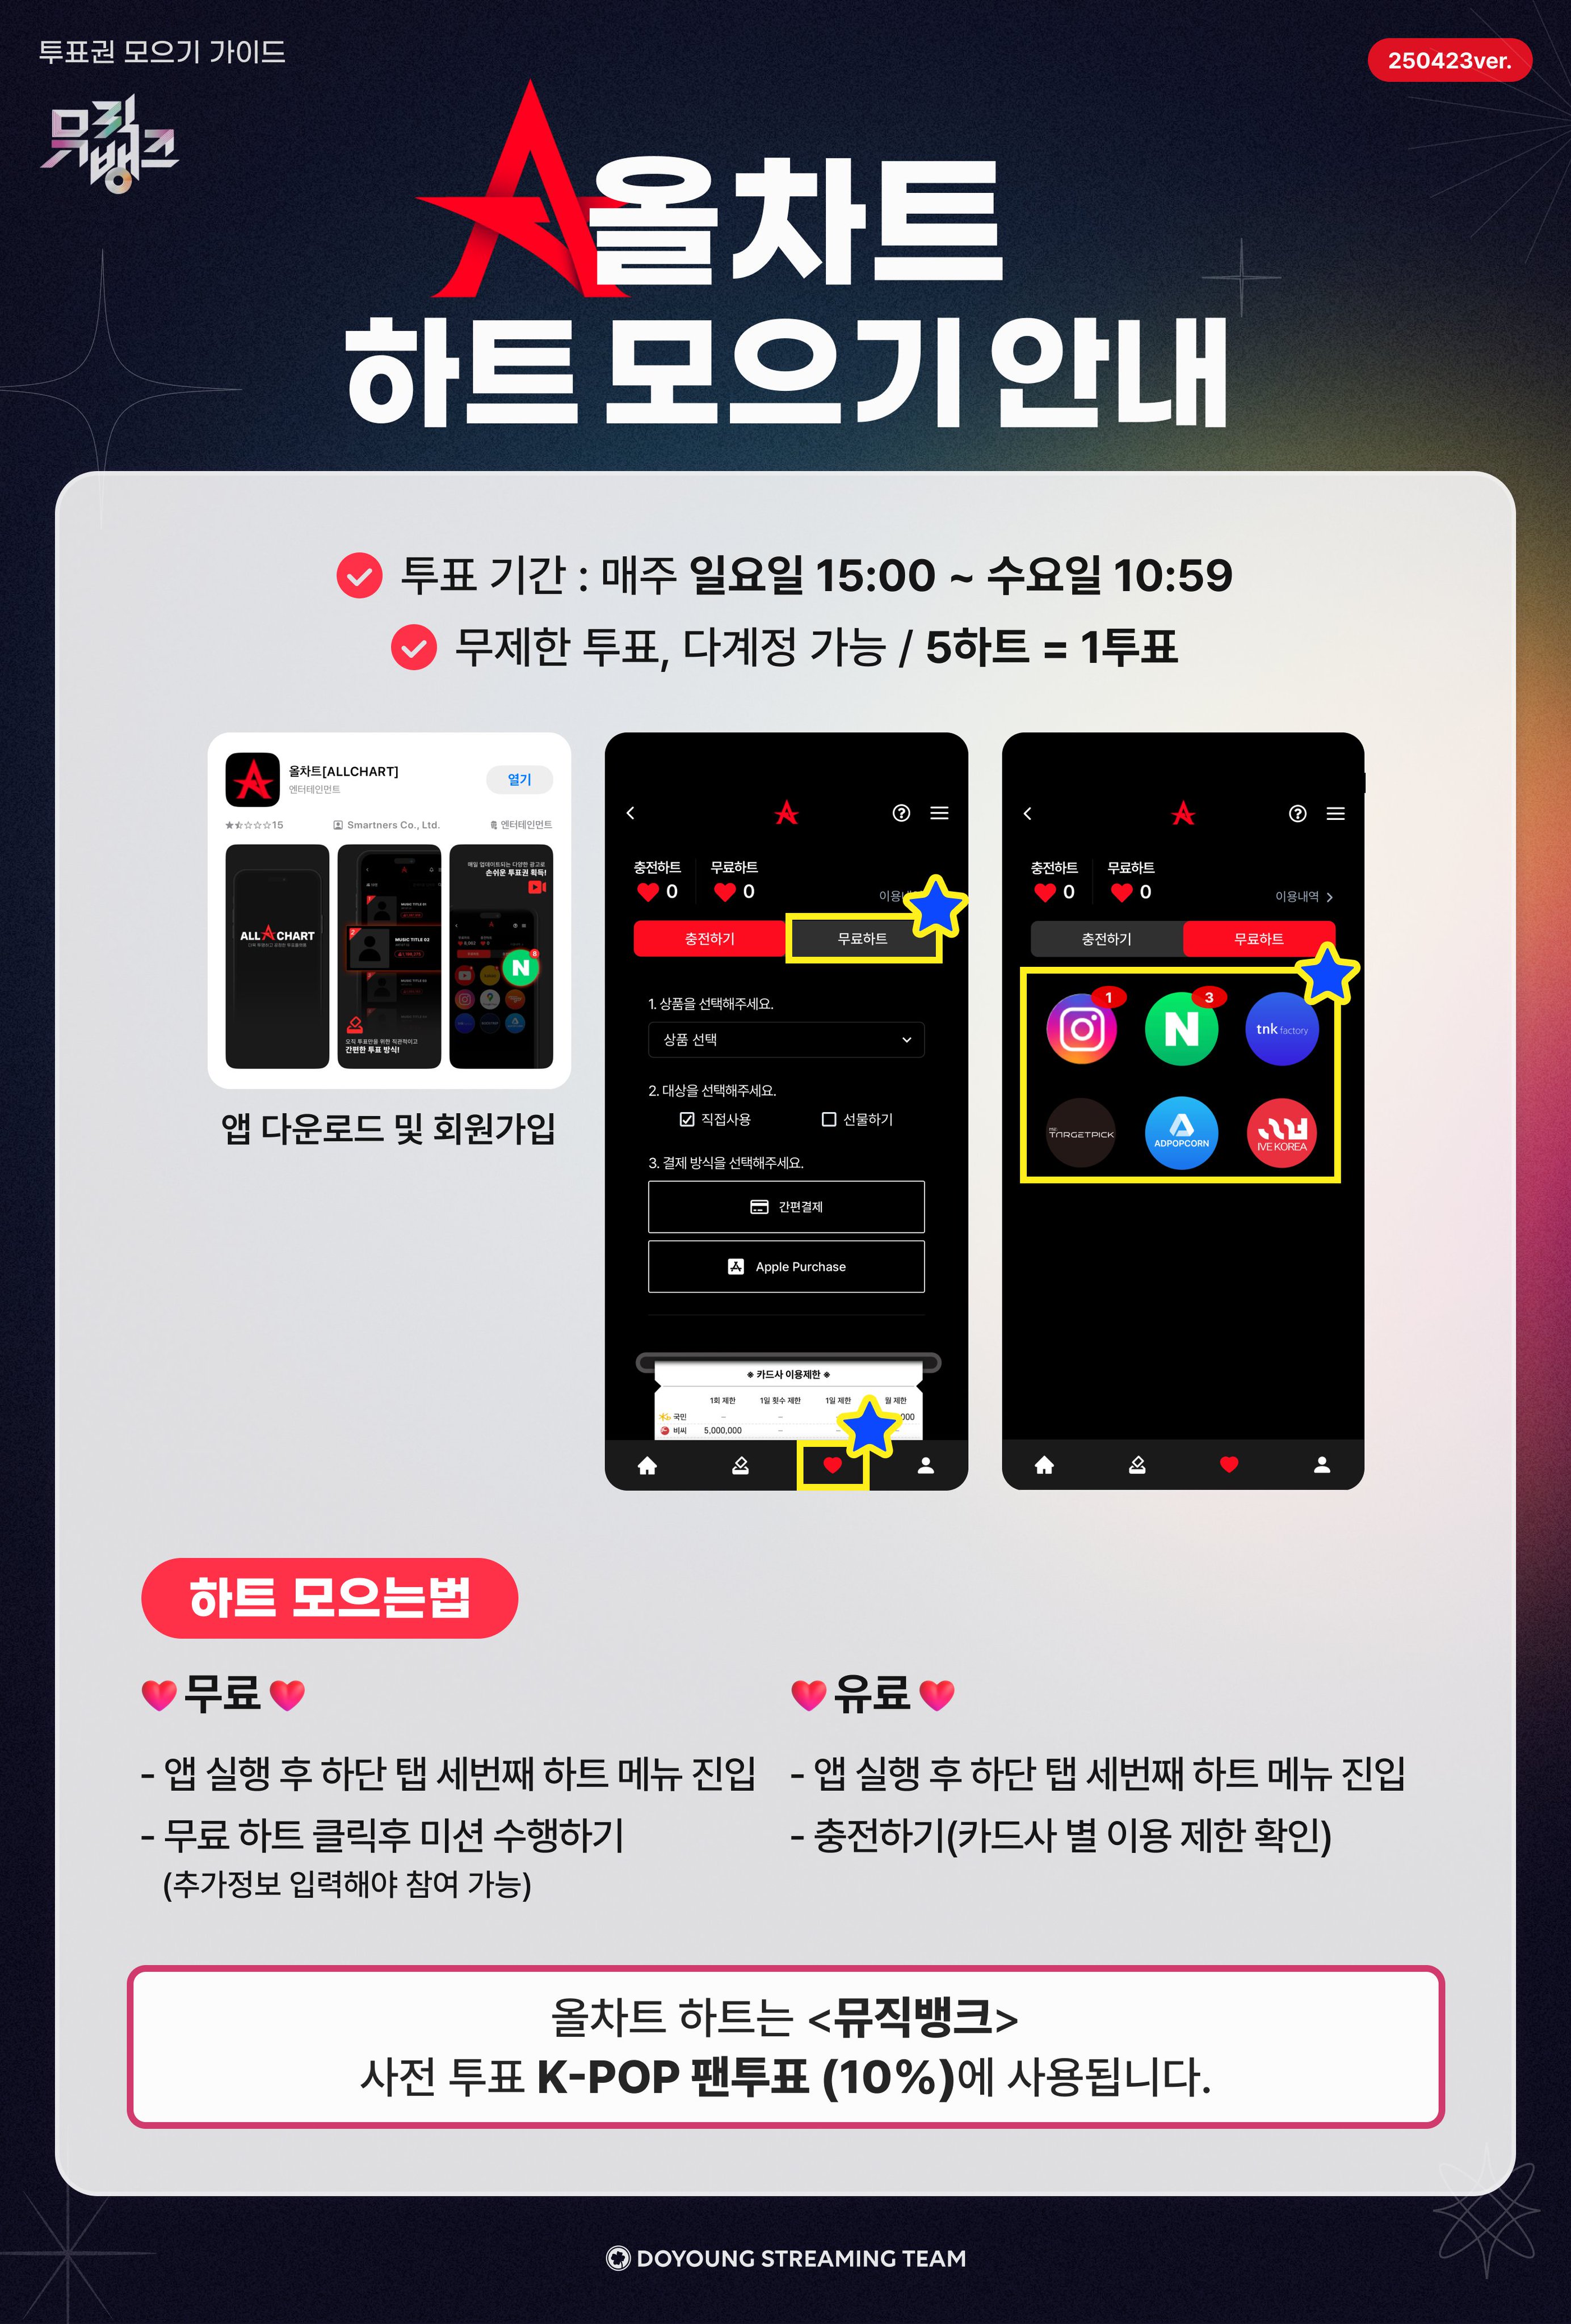 투표권 모으기 가이드
250423ver.
뮤직뱅크
올차트
하트 모으기 안내
투표 기간 : 매주 일요일 15:00 ~ 수요일 10:59
무제한 투표, 다계정 가능 / 5하트 = 1투표
올차트[ALLCHART]
엔터테인먼트
열기
15
Smartners Co., Ltd.
엔터테인먼트
ALL CHART
MUSIC TITLE 02
오직 투표만을 위한 직관적이고
간편한 투표 방식!
매일 업데이트되는 다양한 광고로
손쉬운 투표권 획득!
N
앱 다운로드 및 회원가입
충전하트 무료하트
0 0
충전하기 무료하트
1. 상품을 선택해주세요.
상품 선택
2. 대상을 선택해주세요.
직접사용 선물하기
3. 결제 방식을 선택해주세요.
간편결제
Apple Purchase
※ 카드사 이용제한 ※
1회 제한 1일 횟수 제한 1일 제한 월 제한
국민 – –
비씨 5,000,000 –
충전하트 무료하트
0 0
이용내역 >
충전하기 무료하트
1 3
N tnk factory
TARGETPICK ADPOPCORN IVE KOREA
하트 모으는법
무료
- 앱 실행 후 하단 탭 세번째 하트 메뉴 진입
- 무료 하트 클릭후 미션 수행하기
(추가정보 입력해야 참여 가능)
유료
- 앱 실행 후 하단 탭 세번째 하트 메뉴 진입
- 충전하기(카드사 별 이용 제한 확인)
올차트 하트는 <뮤직뱅크>
사전 투표 K-POP 팬투표 (10%)에 사용됩니다.
DOYOUNG STREAMING TEAM